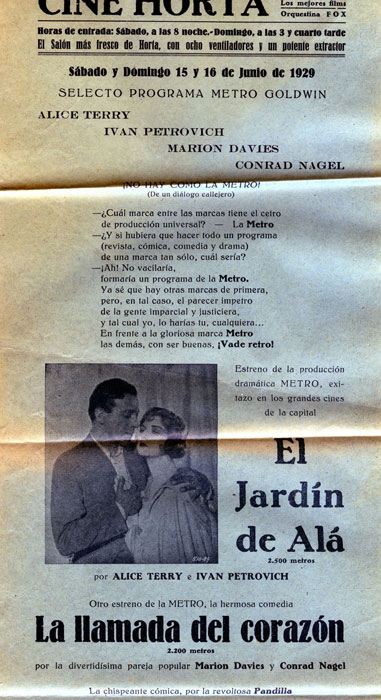 CINE HORTA
Los mejores films
Orquestina FOX
Horas de entrada: Sábado, a las 8 noche.-Domingo, a las 3 y cuarto tarde
El Salón más fresco de Horta, con ocho ventiladores y un potente extractor
Sábado y Domingo 15 y 16 de Junio de 1929
SELECTO PROGRAMA METRO GOLDWIN
ALICE TERRY
IVAN PETROVICH
MARION DAVIES
CONRAD NAGEL
¡NO HAY COMO LA METRO!
(De un diálogo callejero)
—¿Cuál marca entre las marcas tiene el cetro
de producción universal? — La Metro
—¿Y si hubiera que hacer todo un programa
(revista, cómica, comedia y drama)
de una marca tan sólo, cuál sería?
—¡Ah! No vacilaría,
formaría un programa de la Metro.
Ya sé que hay otras marcas de primera,
pero, en tal caso, el parecer impetro
de la gente imparcial y justiciera,
y tal cual yo, lo harías tu, cualquiera...
En frente a la gloriosa marca Metro
las demás, con ser buenas, ¡Vade retro!
Estreno de la producción
dramática METRO, exi-
tazo en los grandes cines
de la capital
El
Jardín
de Alá
2.500 metros
por ALICE TERRY e IVAN PETROVICH
Otro estreno de la METRO, la hermosa comedia
La llamada del corazón
2.200 metros
por la divertidísima pareja popular Marion Davies y Conrad Nagel
La chispeante cómica, por la revoltosa Pandilla